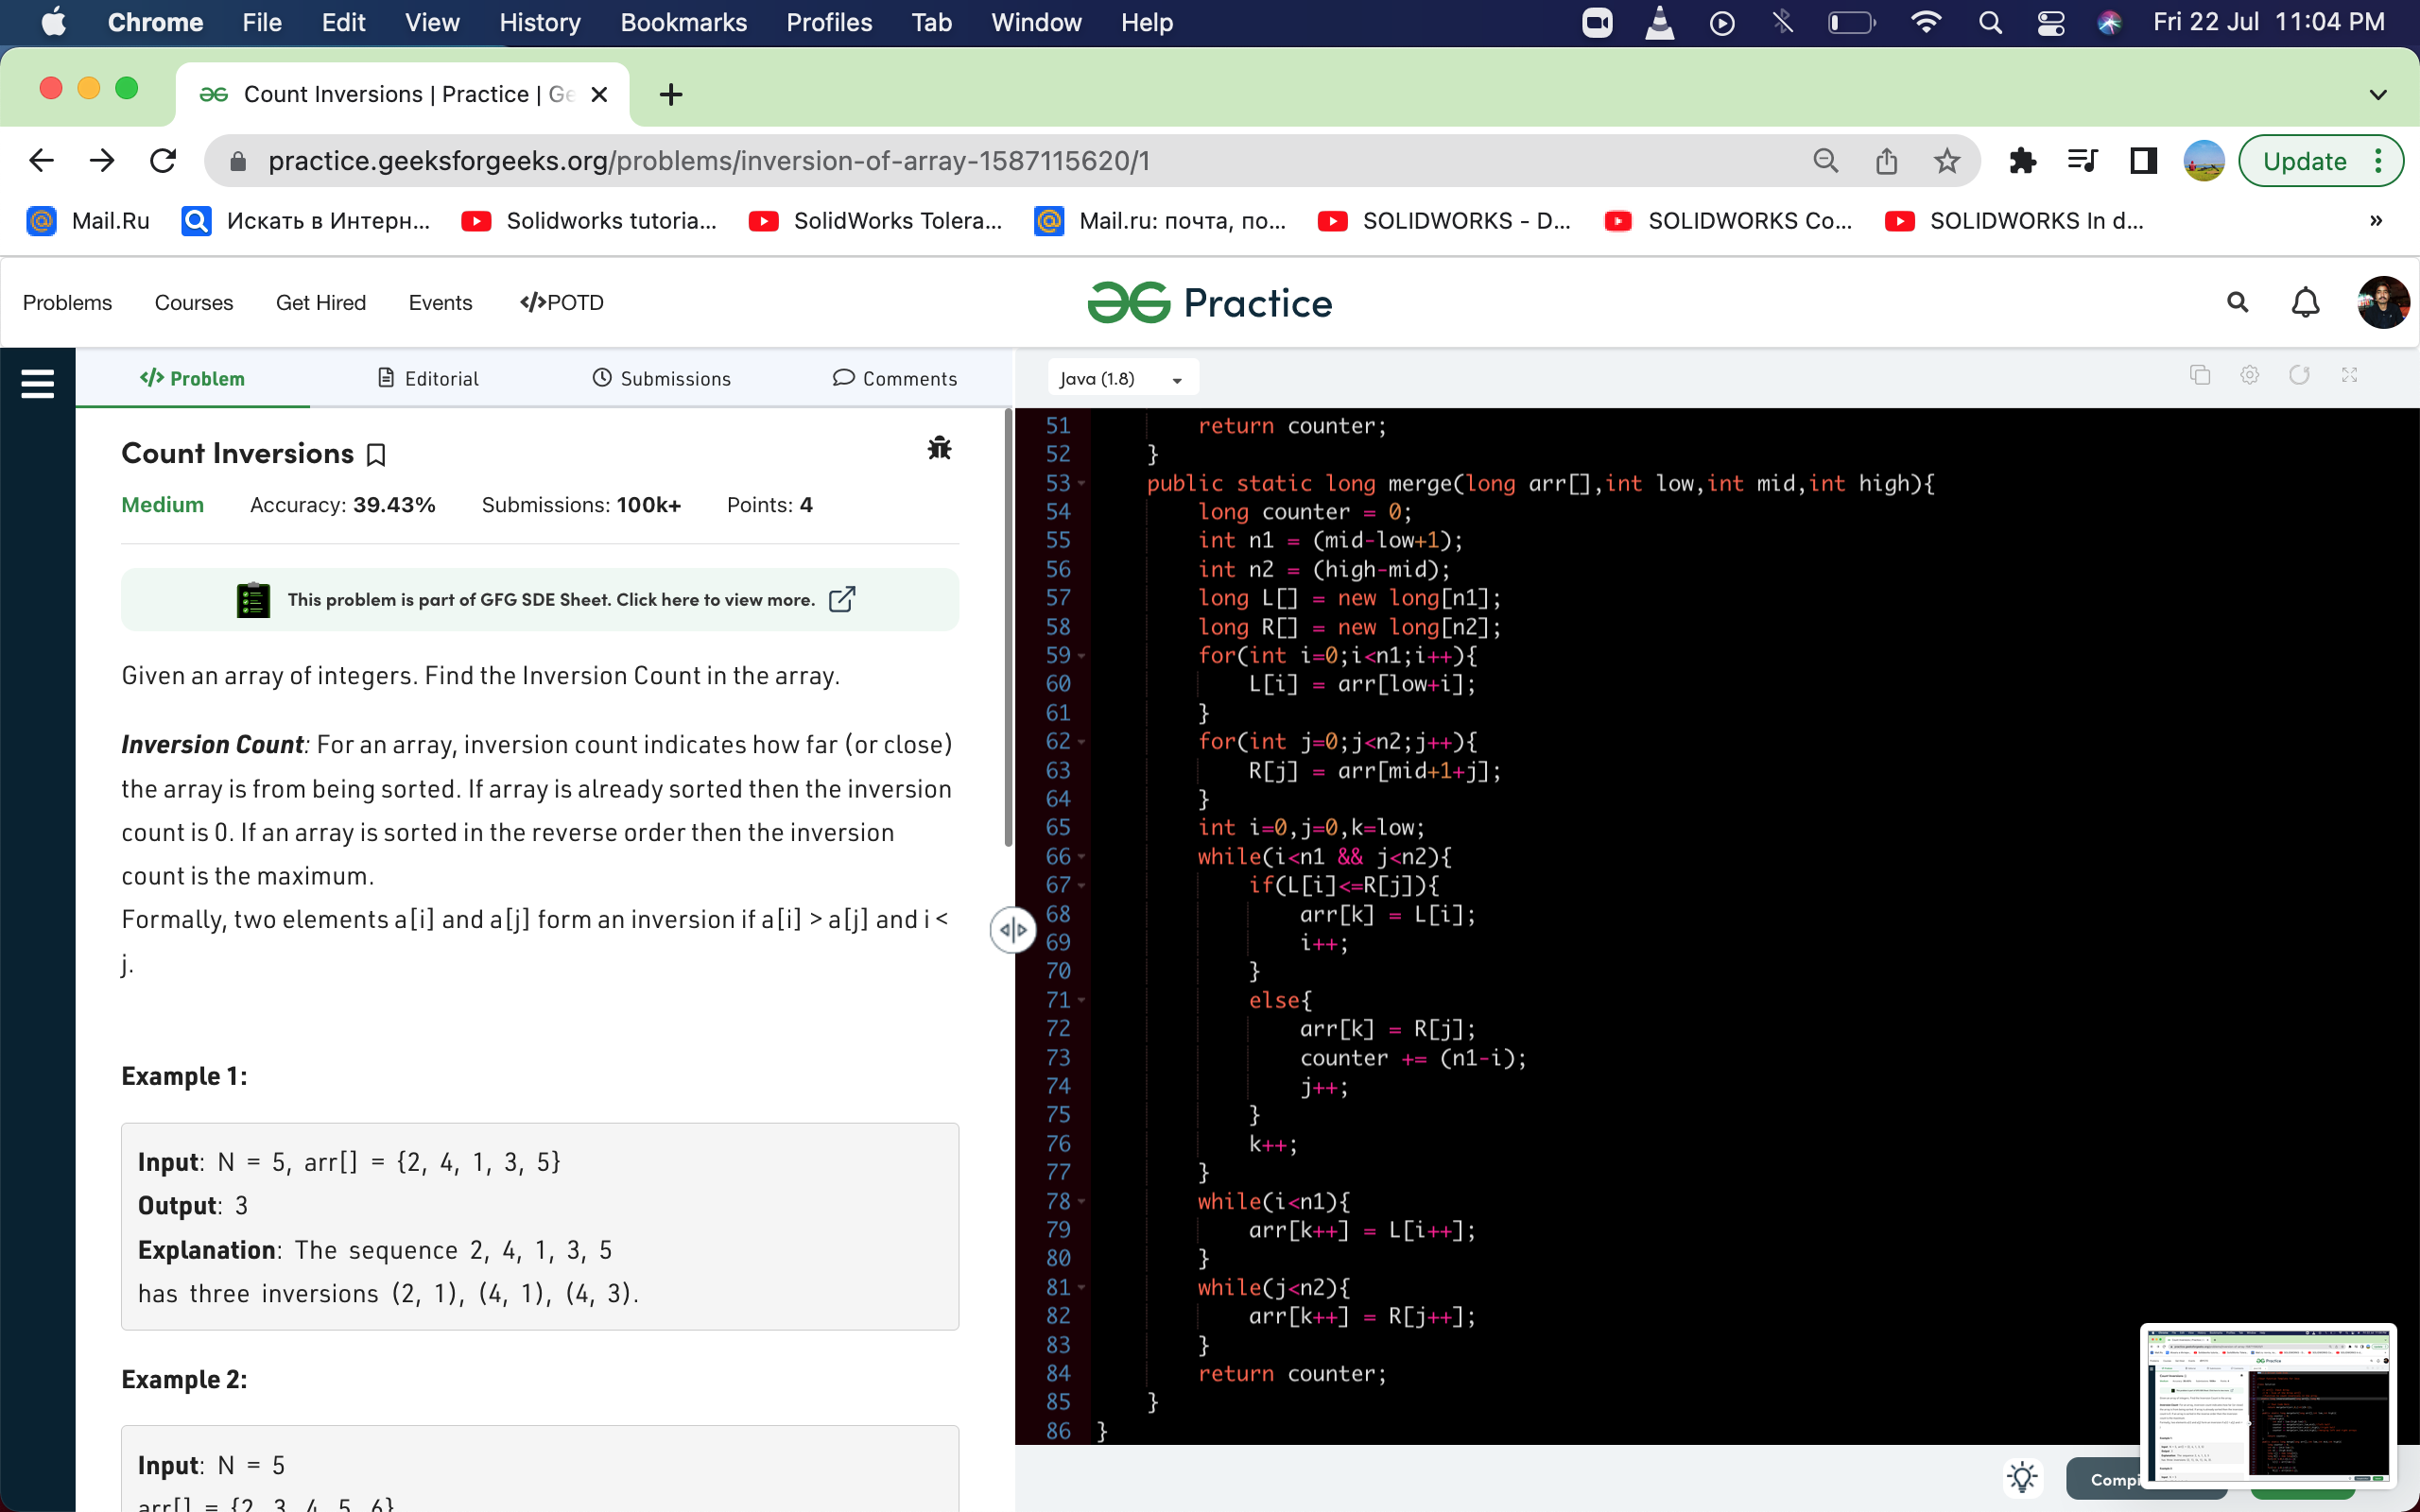 Chrome File Edit View History Bookmarks Profiles Tab Window Help Fri 22 Jul 11:04 PM
Count Inversions | Practice | Ge
practice.geeksforgeeks.org/problems/inversion-of-array-1587115620/1 Update
Mail.Ru Искать в Интерн... Solidworks tutoria... SolidWorks Tolera... Mail.ru: почта, по... SOLIDWORKS - D... SOLIDWORKS Co... SOLIDWORKS In d... »
Problems Courses Get Hired Events </>POTD Practice
</> Problem Editorial Submissions Comments Java (1.8)
Count Inversions
Medium Accuracy: 39.43% Submissions: 100k+ Points: 4
This problem is part of GFG SDE Sheet. Click here to view more.
Given an array of integers. Find the Inversion Count in the array.
Inversion Count: For an array, inversion count indicates how far (or close)
the array is from being sorted. If array is already sorted then the inversion
count is 0. If an array is sorted in the reverse order then the inversion
count is the maximum.
Formally, two elements a[i] and a[j] form an inversion if a[i] > a[j] and i <
j.
Example 1:
Input: N = 5, arr[] = {2, 4, 1, 3, 5}
Output: 3
Explanation: The sequence 2, 4, 1, 3, 5
has three inversions (2, 1), (4, 1), (4, 3).
Example 2:
Input: N = 5
arr[] = {2, 3, 4, 5, 6}
51 return counter;
52 }
53 public static long merge(long arr[],int low,int mid,int high){
54 long counter = 0;
55 int n1 = (mid-low+1);
56 int n2 = (high-mid);
57 long L[] = new long[n1];
58 long R[] = new long[n2];
59 for(int i=0;i<n1;i++){
60 L[i] = arr[low+i];
61 }
62 for(int j=0;j<n2;j++){
63 R[j] = arr[mid+1+j];
64 }
65 int i=0,j=0,k=low;
66 while(i<n1 && j<n2){
67 if(L[i]<=R[j]){
68 arr[k] = L[i];
69 i++;
70 }
71 else{
72 arr[k] = R[j];
73 counter += (n1-i);
74 j++;
75 }
76 k++;
77 }
78 while(i<n1){
79 arr[k++] = L[i++];
80 }
81 while(j<n2){
82 arr[k++] = R[j++];
83 }
84 return counter;
85 }
86 }
Compi